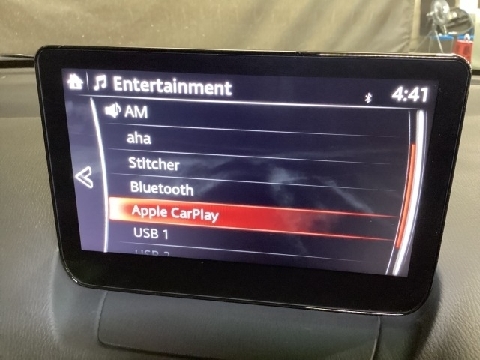 Entertainment
4:41
AM
aha
Stitcher
Bluetooth
Apple CarPlay
USB 1